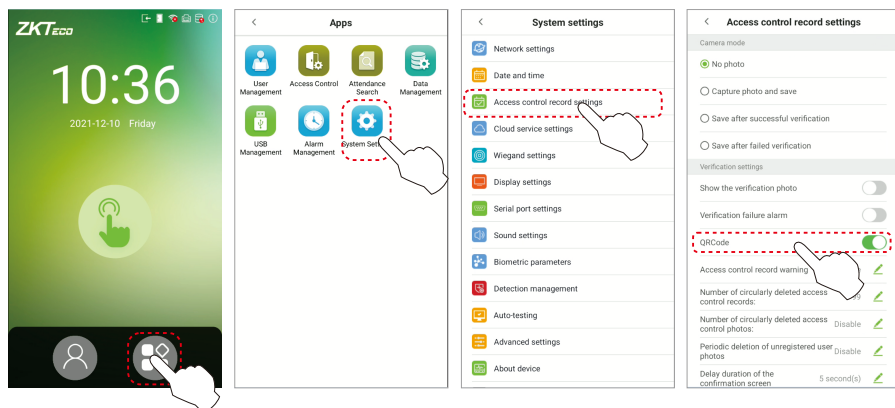 ZKTECO
10:36
2021-12-10 Friday
Apps
User
Management
Access Control
Attendance
Search
Data
Management
USB
Management
Alarm
Management
System
System settings
Network settings
Date and time
Access control record settings
Cloud service settings
Wiegand settings
Display settings
Serial port settings
Sound settings
Biometric parameters
Detection management
Auto-testing
Advanced settings
About device
Access control record settings
Camera mode
No photo
Capture photo and save
Save after successful verification
Save after failed verification
Verification settings
Show the verification photo
Verification failure alarm
QRCode
Access control record warning
Number of circularly deleted access
control records:
Number of circularly deleted access
control photos:
Disable
Periodic deletion of unregistered user
photos
Disable
Delay duration of the
confirmation screen
5 second(s)